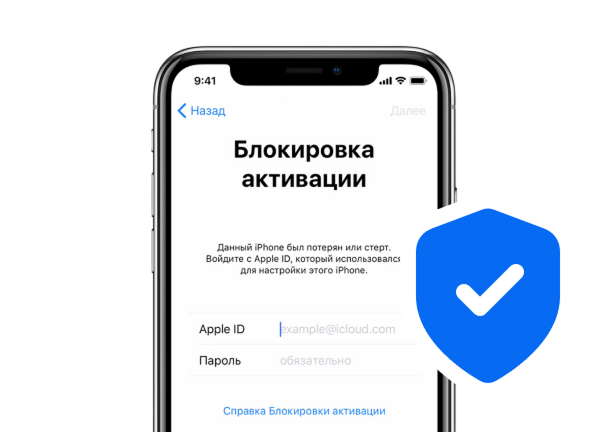 9:41
Назад
Далее
Блокировка
активации
Данный iPhone был потерян или стерт.
Войдите с Apple ID, который использовался
для настройки этого iPhone.
Apple ID
example@icloud.com
Пароль
обязательно
Справка Блокировки активации